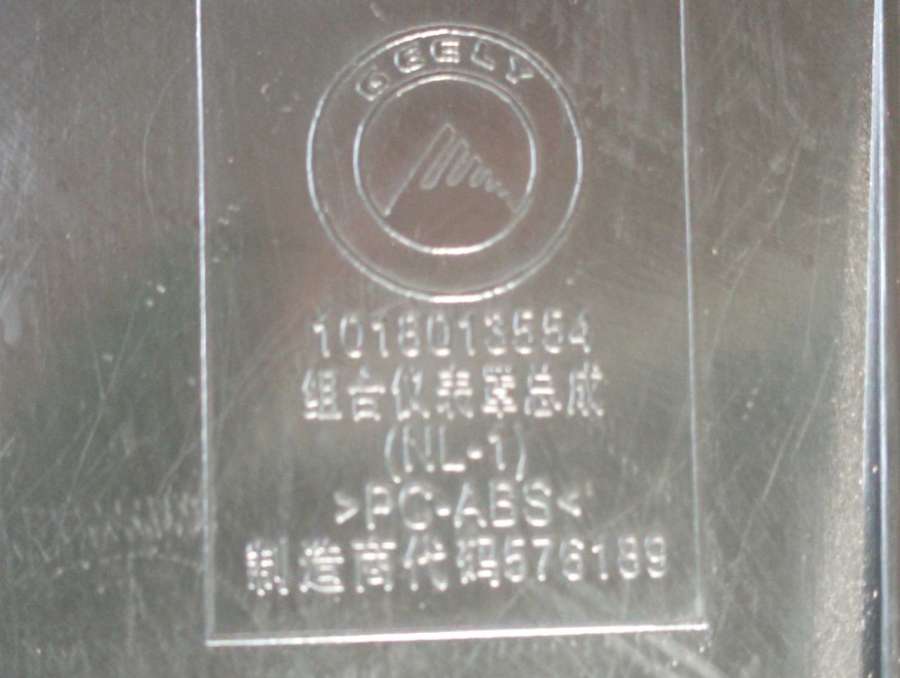 GEELY
1018013554
组合仪表罩总成
(NL-1)
>PC-ABS<
制造商代码576189